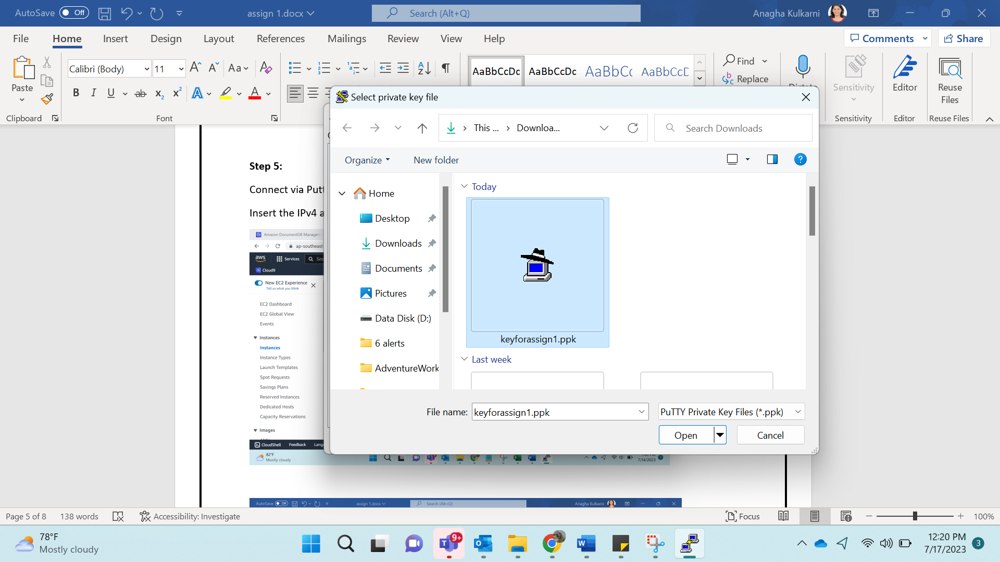 AutoSave Off assign 1.docx Search (Alt+Q) Anagha Kulkarni
File Home Insert Design Layout References Mailings Review View Help Comments Share
Paste
Calibri (Body) 11 Aa
AaBbCcDc AaBbCcDc AaBbC AaBbCcD
Find
Replace
Sensitivity
Editor
Reuse
Files
Clipboard Font Sensitivity Editor Reuse Files
Select private key file
This ... Downloa...
Search Downloads
Organize New folder
Home
Desktop
Downloads
Documents
Pictures
Data Disk (D:)
6 alerts
AdventureWork
Today
keyforassign1.ppk
Last week
File name: keyforassign1.ppk PuTTY Private Key Files (*.ppk)
Open Cancel
Step 5:
Connect via Putt
Insert the IPv4 a
Amazon DocumentDB Managem
ap-southeast
aws Services Sea
Cloud9
New EC2 Experience
Tell us what you think
EC2 Dashboard
EC2 Global View
Events
Instances
Instances
Instance Types
Launch Templates
Spot Requests
Savings Plans
Reserved Instances
Dedicated Hosts
Capacity Reservations
Images
CloudShell Feedback Langu
82°F
Mostly cloudy
7/14/2023
AutoSave Off assign 1.docx Search (Alt+Q) Anagha Kulkarni
Page 5 of 8 138 words Accessibility: Investigate Focus 100%
78°F
Mostly cloudy
9+
12:20 PM
7/17/2023
3